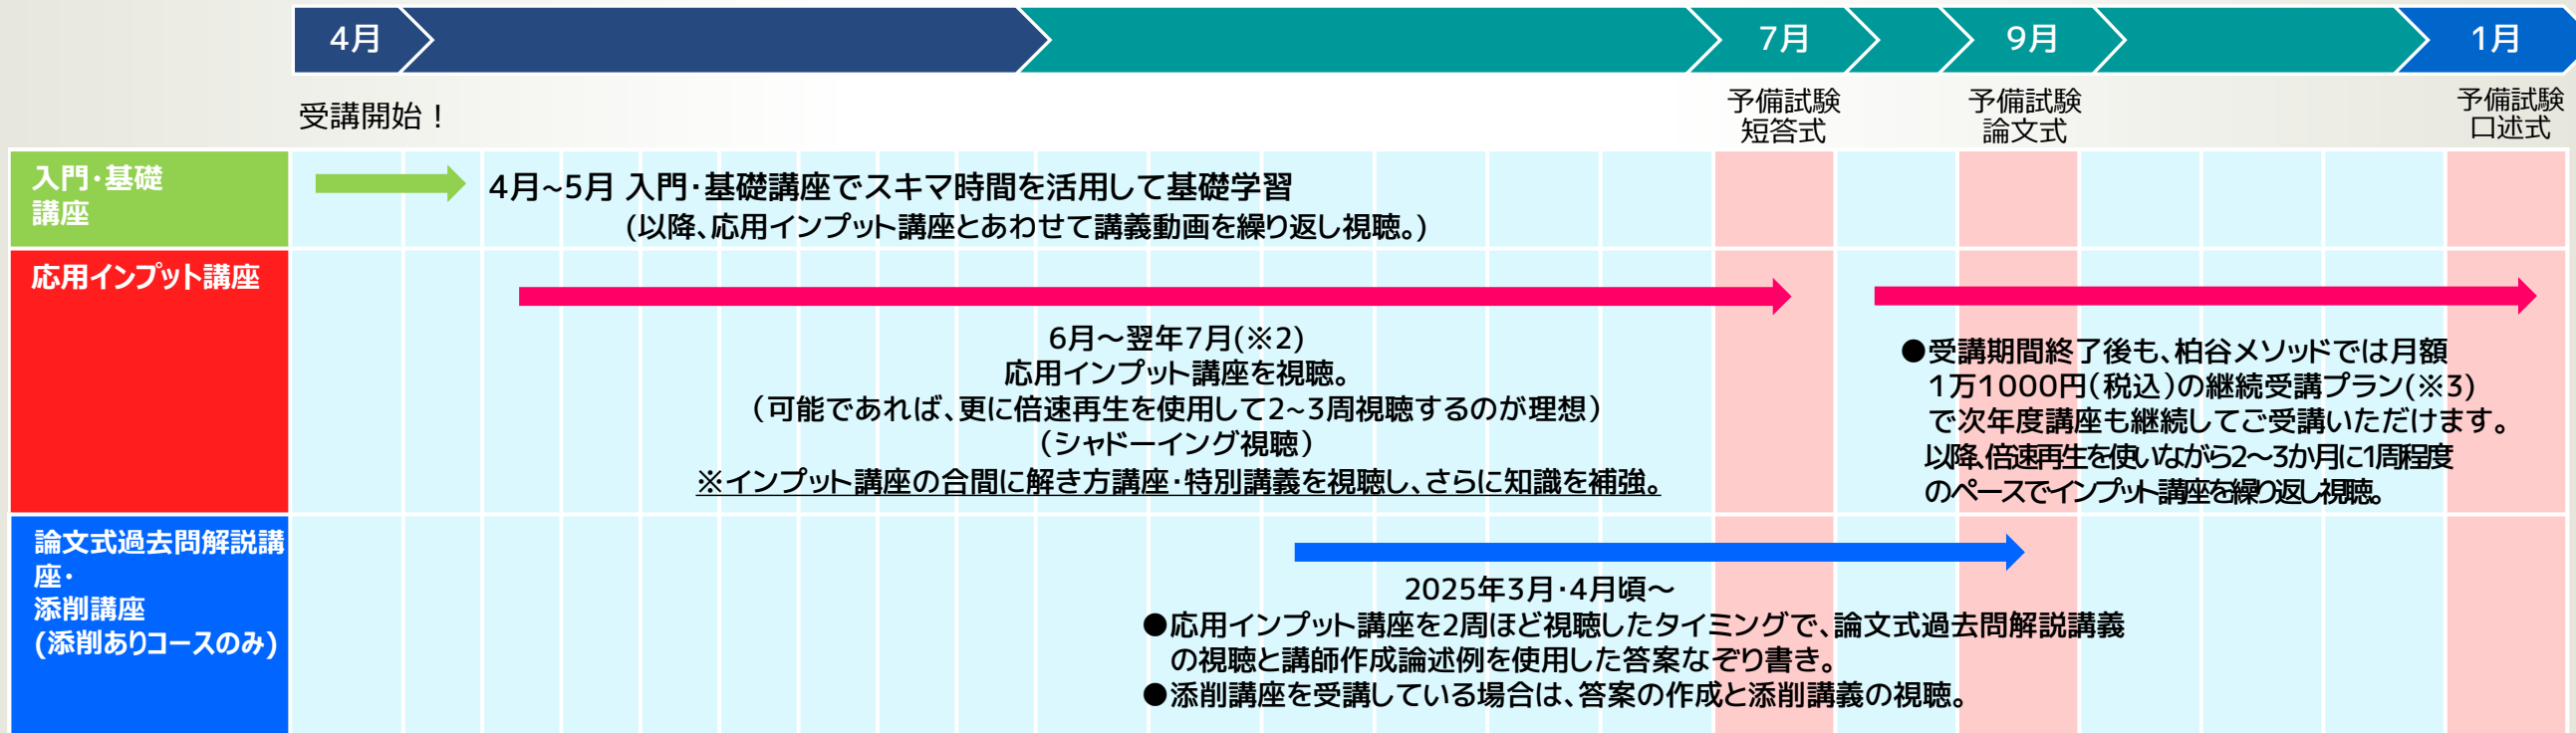 4月
7月
9月
1月
受講開始！
予備試験
短答式
予備試験
論文式
予備試験
口述式
入門・基礎
講座
4月~5月 入門・基礎講座でスキマ時間を活用して基礎学習
(以降、応用インプット講座とあわせて講義動画を繰り返し視聴。)
応用インプット講座
6月～翌年7月(※2)
応用インプット講座を視聴。
（可能であれば、更に倍速再生を使用して2~3周視聴するのが理想）
（シャドーイング視聴）
※インプット講座の合間に解き方講座・特別講義を視聴し、さらに知識を補強。
●受講期間終了後も、柏谷メソッドでは月額
1万1000円（税込）の継続受講プラン(※3)
で次年度講座も継続してご受講いただけます。
以降、倍速再生を使いながら2～3か月に1周程度
のペースでインプット講座を繰り返し視聴。
論文式過去問解説講
座・
添削講座
(添削ありコースのみ)
2025年3月・4月頃～
●応用インプット講座を2周ほど視聴したタイミングで、論文式過去問解説講義
の視聴と講師作成論述例を使用した答案なぞり書き。
●添削講座を受講している場合は、答案の作成と添削講義の視聴。